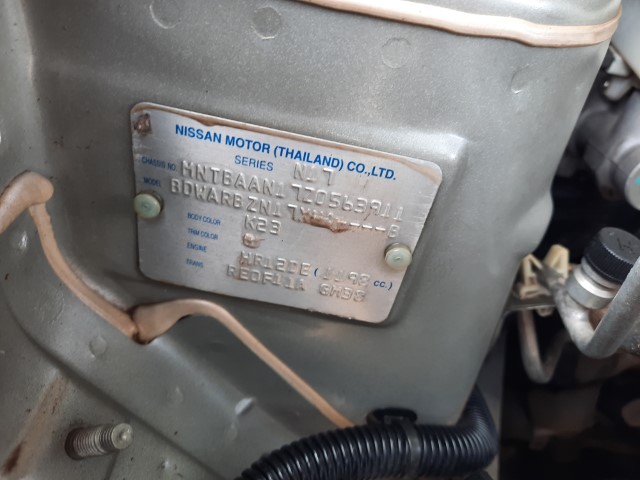 NISSAN MOTOR (THAILAND) CO.,LTD.
SERIES N17
CHASSIS NO. MNTBAAN17Z0563911
MODEL
BODY COLOR K23
TRIM COLOR
ENGINE HR12DE (1198 cc.)
TRANS RE0F11A